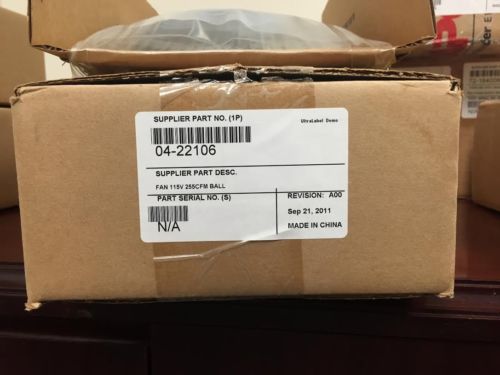 SUPPLIER PART NO. (1P)
UltraLabel Demo
04-22106
SUPPLIER PART DESC.
FAN 115V 255CFM BALL
PART SERIAL NO. (S)
N/A
REVISION: A00
Sep 21, 2011
MADE IN CHINA